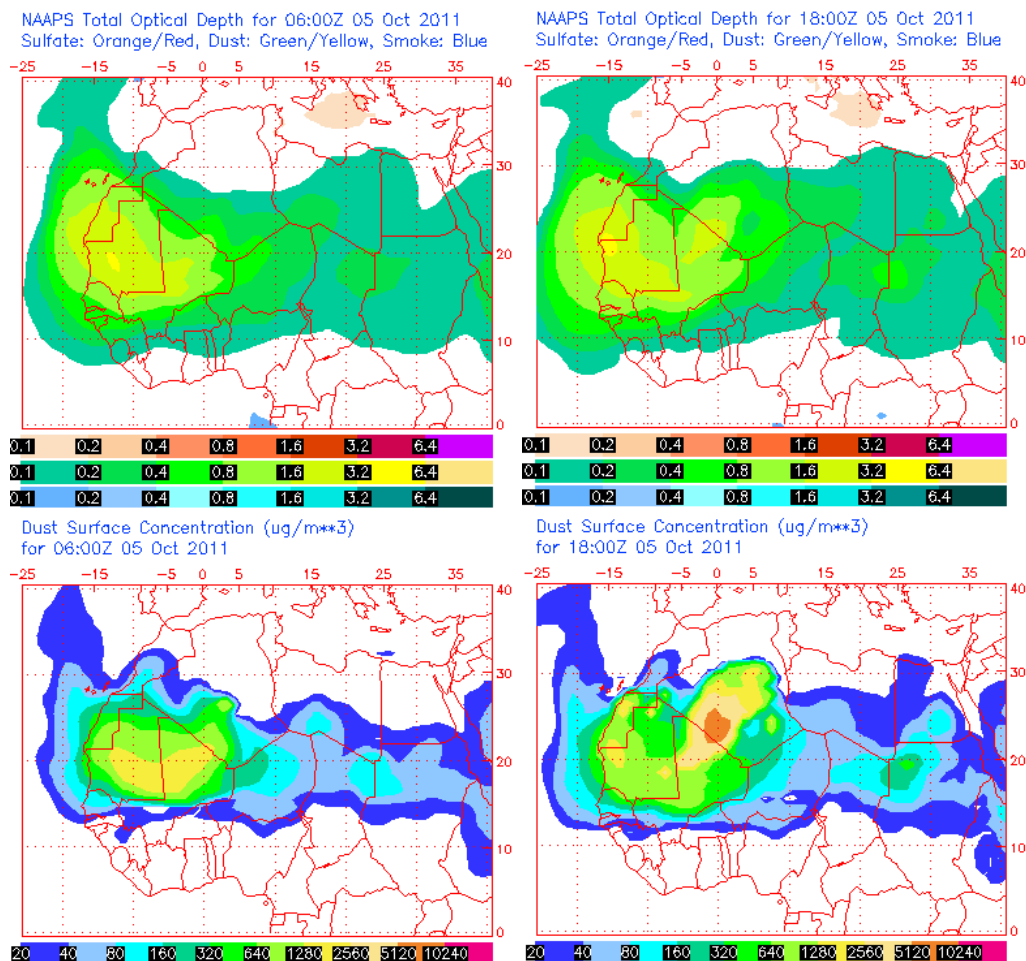 NAAPS Total Optical Depth for 06:00Z 05 Oct 2011
Sulfate: Orange/Red, Dust: Green/Yellow, Smoke: Blue
-25 -15 -5 0 5 15 25 35
40
30
20
10
0
0.1 0.2 0.4 0.8 1.6 3.2 6.4
0.1 0.2 0.4 0.8 1.6 3.2 6.4
0.1 0.2 0.4 0.8 1.6 3.2 6.4
NAAPS Total Optical Depth for 18:00Z 05 Oct 2011
Sulfate: Orange/Red, Dust: Green/Yellow, Smoke: Blue
-25 -15 -5 0 5 15 25 35
40
30
20
10
0
0.1 0.2 0.4 0.8 1.6 3.2 6.4
0.1 0.2 0.4 0.8 1.6 3.2 6.4
0.1 0.2 0.4 0.8 1.6 3.2 6.4
Dust Surface Concentration (ug/m**3)
for 06:00Z 05 Oct 2011
-25 -15 -5 0 5 15 25 35
40
30
20
10
0
20 40 80 160 320 640 1280 2560 5120 10240
Dust Surface Concentration (ug/m**3)
for 18:00Z 05 Oct 2011
-25 -15 -5 0 5 15 25 35
40
30
20
10
0
20 40 80 160 320 640 1280 2560 5120 10240